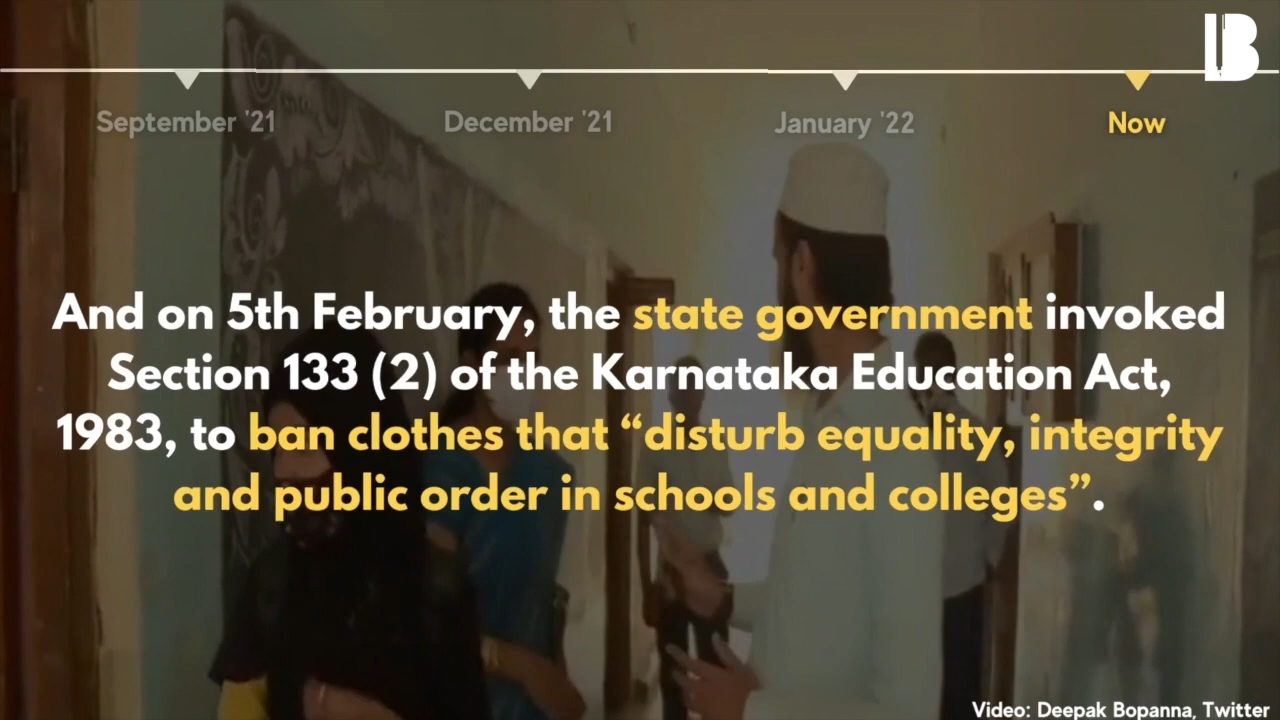 B
September '21
December '21
January '22
Now
And on 5th February, the state government invoked
Section 133 (2) of the Karnataka Education Act,
1983, to ban clothes that “disturb equality, integrity
and public order in schools and colleges”.
Video: Deepak Bopanna, Twitter